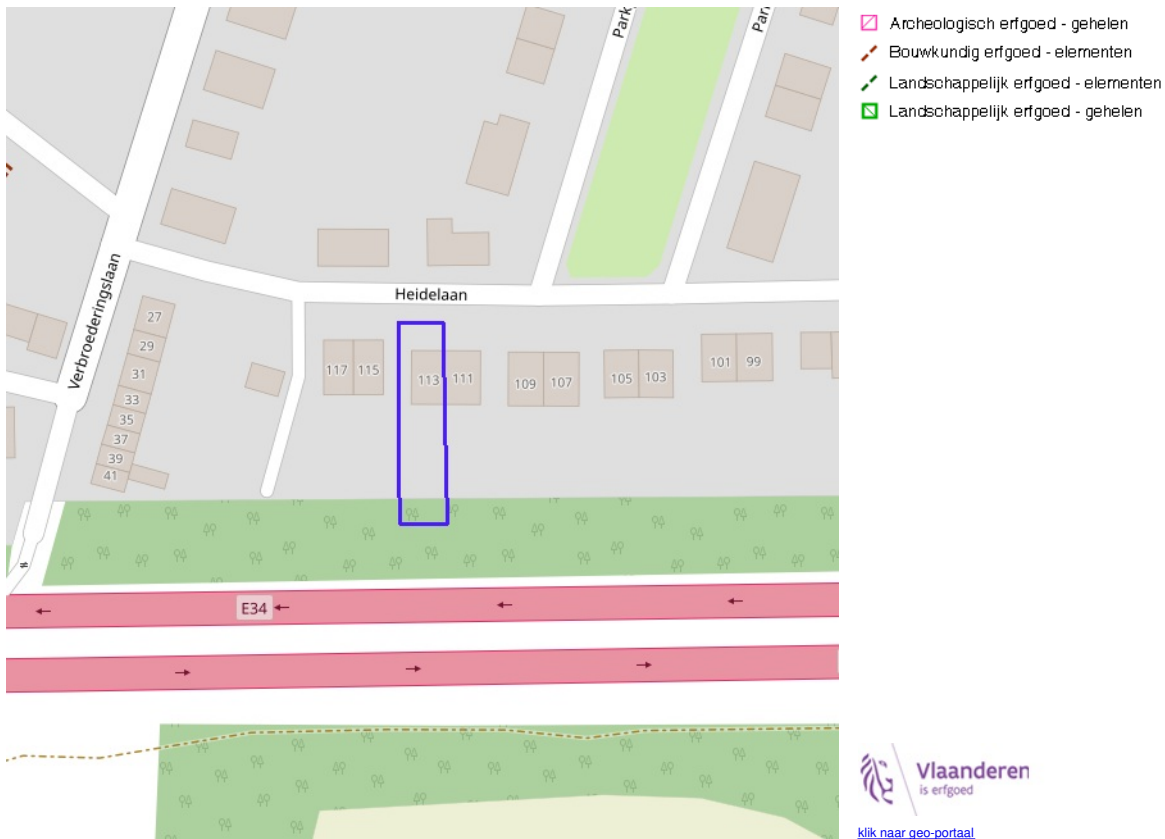 Park
Par
Archeologisch erfgoed - gehelen
Bouwkundig erfgoed - elementen
Landschappelijk erfgoed - elementen
Landschappelijk erfgoed - gehelen
Verbroederingslaan
Heidelaan
27
29
31
33
35
37
39
41
117 115
113 111
109 107
105 103
101 99
E34
Vlaanderen
is erfgoed
klik naar geo-portaal